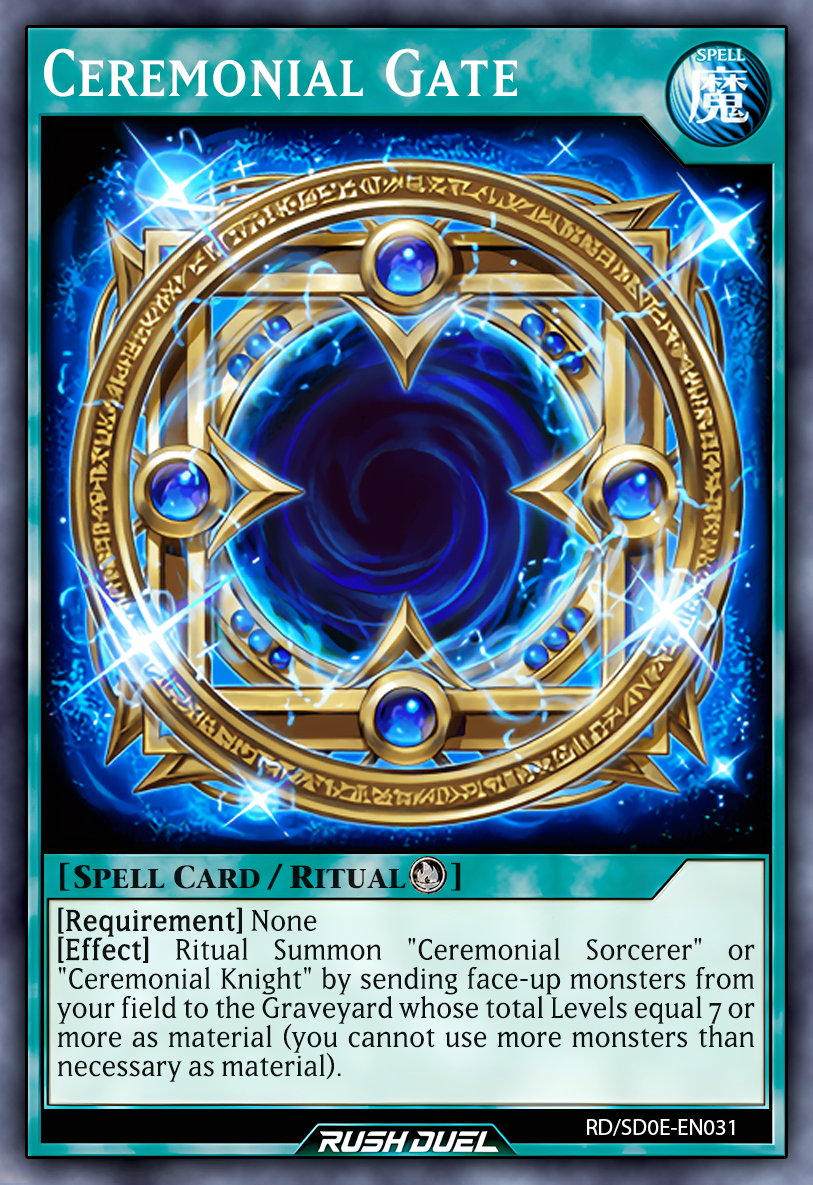 Ceremonial Gate
SPELL
魔
[Spell Card / Ritual]
[Requirement] None
[Effect] Ritual Summon "Ceremonial Sorcerer" or
"Ceremonial Knight" by sending face-up monsters from
your field to the Graveyard whose total Levels equal 7 or
more as material (you cannot use more monsters than
necessary as material).
RD/SD0E-EN031
RUSH DUEL